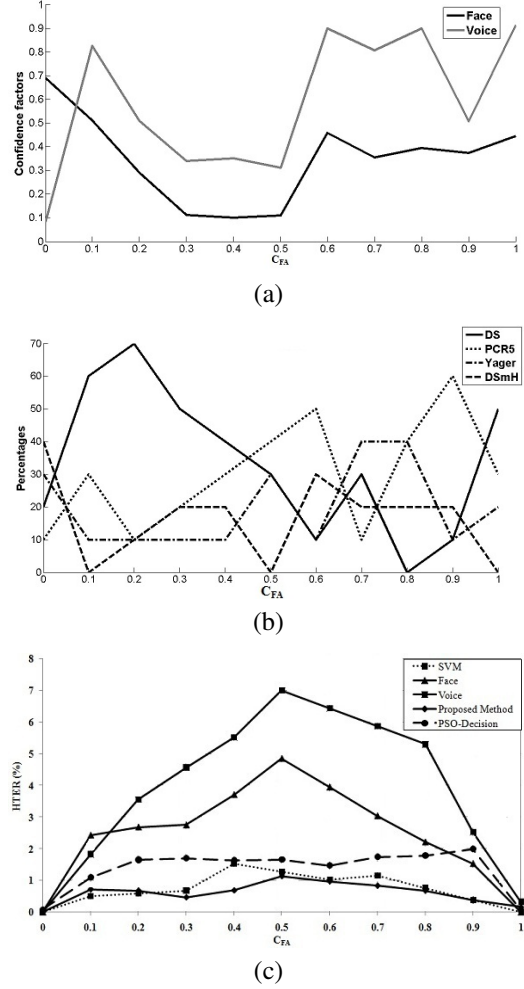 1
0.9
0.8
0.7
0.6
0.5
0.4
0.3
0.2
0.1
0
Confidence factors
Face
Voice
0 0.1 0.2 0.3 0.4 0.5 0.6 0.7 0.8 0.9 1
CFA
(a)
70
60
50
40
30
20
10
0
Percentages
DS
PCR5
Yager
DSmH
0 0.1 0.2 0.3 0.4 0.5 0.6 0.7 0.8 0.9 1
CFA
(b)
8
7
6
5
4
3
2
1
0
HTER (%)
SVM
Face
Voice
Proposed Method
PSO-Decision
0 0.1 0.2 0.3 0.4 0.5 0.6 0.7 0.8 0.9 1
CFA
(c)